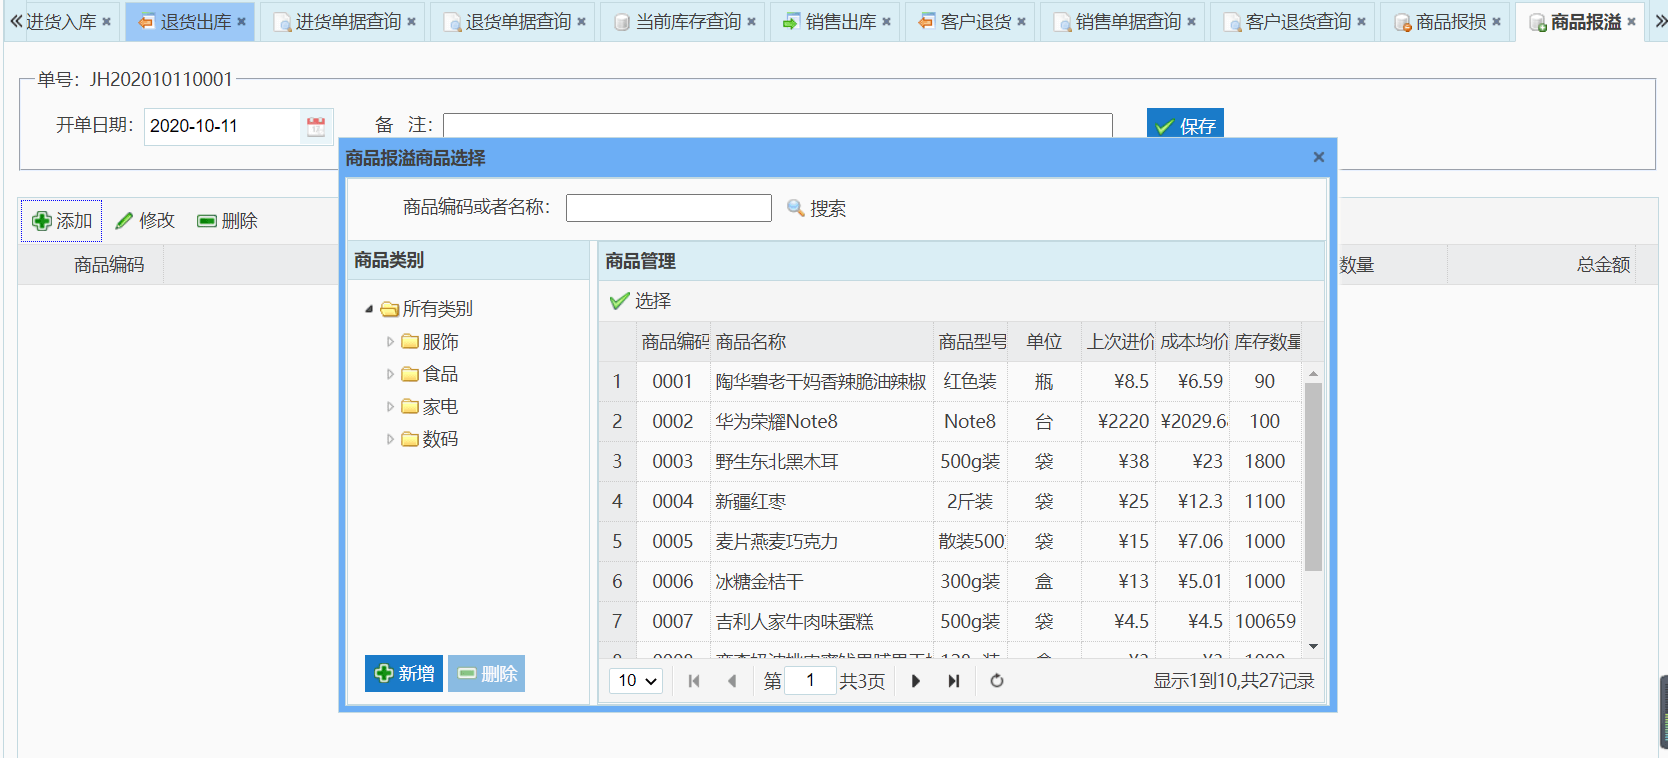 进货入库 退货出库 进货单据查询 退货单据查询 当前库存查询 销售出库 客户退货 销售单据查询 客户退货查询 商品报损 商品报溢
单号：JH202010110001
开单日期： 2020-10-11 备 注： 保存
商品报溢商品选择
商品编码或者名称： 搜索
添加 修改 删除
商品编码 数量 总金额
商品类别
所有类别
服饰
食品
家电
数码
新增 删除
商品管理
选择
商品编码 商品名称 商品型号 单位 上次进价 成本均价 库存数量
1 0001 陶华碧老干妈香辣脆油辣椒 红色装 瓶 ¥8.5 ¥6.59 90
2 0002 华为荣耀Note8 Note8 台 ¥2220 ¥2029.6 100
3 0003 野生东北黑木耳 500g装 袋 ¥38 ¥23 1800
4 0004 新疆红枣 2斤装 袋 ¥25 ¥12.3 1100
5 0005 麦片燕麦巧克力 散装500 袋 ¥15 ¥7.06 1000
6 0006 冰糖金桔干 300g装 盒 ¥13 ¥5.01 1000
7 0007 吉利人家牛肉味蛋糕 500g装 袋 ¥4.5 ¥4.5 100659
10 第 1 共3页 显示1到10,共27记录